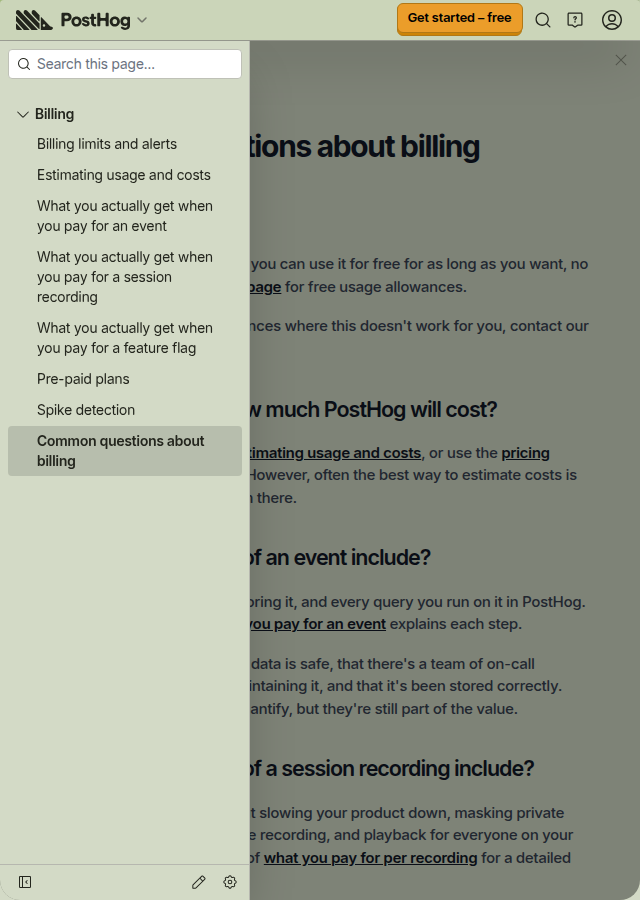 PostHog
Get started – free
Search this page...
Billing
Billing limits and alerts
Estimating usage and costs
What you actually get when
you pay for an event
What you actually get when
you pay for a session
recording
What you actually get when
you pay for a feature flag
Pre-paid plans
Spike detection
Common questions about
billing
tions about billing
you can use it for free for as long as you want, no
page for free usage allowances.
nces where this doesn't work for you, contact our
w much PostHog will cost?
timating usage and costs, or use the pricing
However, often the best way to estimate costs is
n there.
of an event include?
oring it, and every query you run on it in PostHog.
you pay for an event explains each step.
data is safe, that there's a team of on-call
intaining it, and that it's been stored correctly.
antify, but they're still part of the value.
of a session recording include?
t slowing your product down, masking private
e recording, and playback for everyone on your
of what you pay for per recording for a detailed